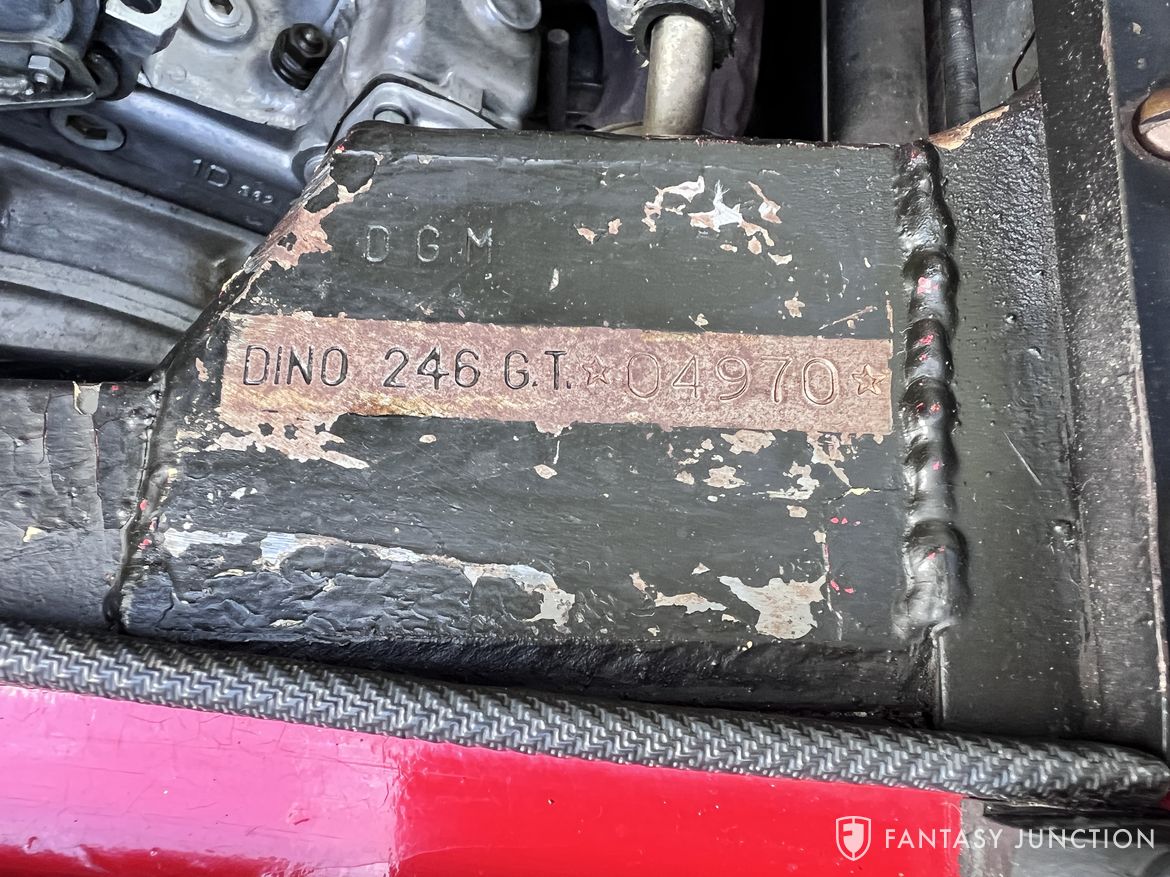 1D
DGM
DINO 246 G.T. ☆ 04970 ☆
FANTASY JUNCTION